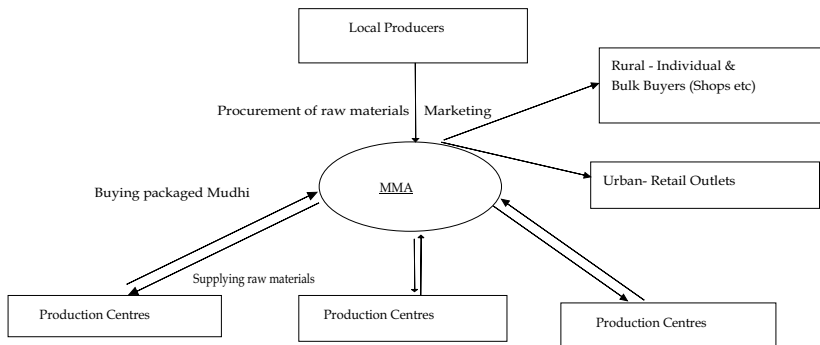 Local Producers
Rural - Individual &
Bulk Buyers (Shops etc)
Procurement of raw materials
Marketing
Urban- Retail Outlets
MMA
Buying packaged Mudhi
Supplying raw materials
Production Centres
Production Centres
Production Centres